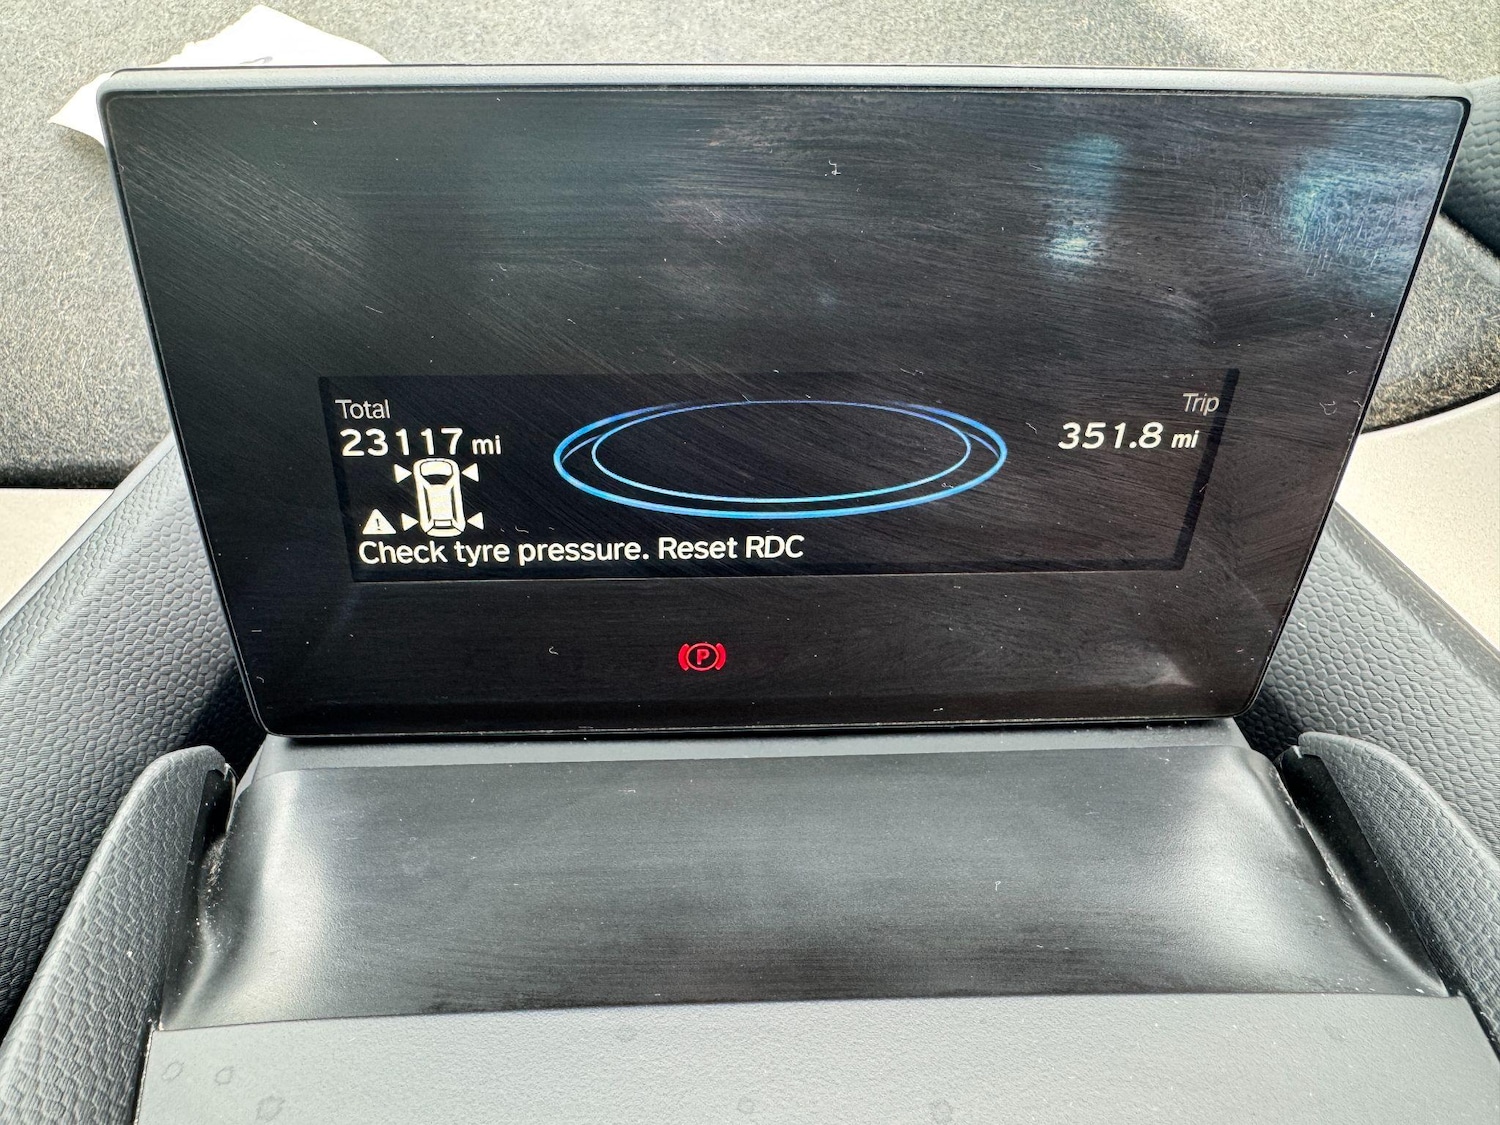 Total
23117 mi
Trip
351.8 mi
Check tyre pressure. Reset RDC
P